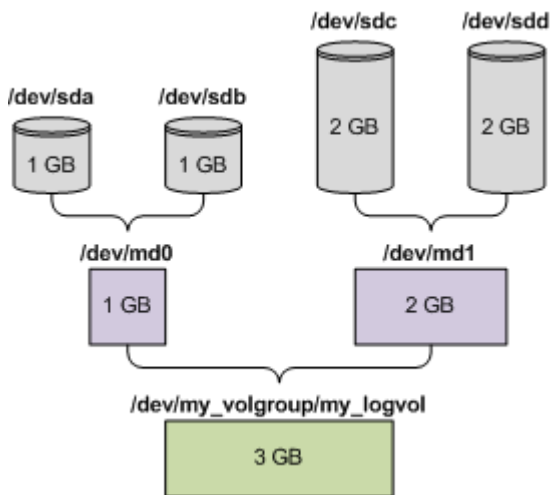 /dev/sdc
/dev/sdd
/dev/sda
/dev/sdb
2 GB
2 GB
1 GB
1 GB
/dev/md0
/dev/md1
1 GB
2 GB
/dev/my_volgroup/my_logvol
3 GB